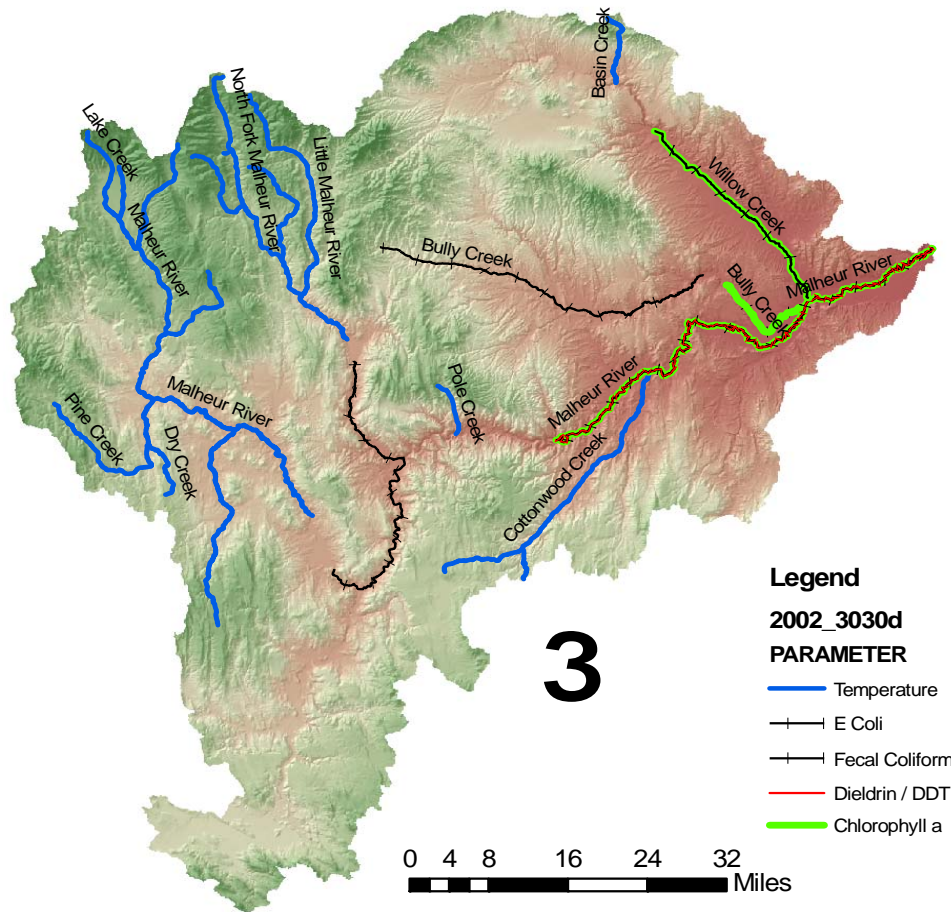 Basin Creek
Lake Creek
North Fork Malheur River
Little Malheur River
Malheur River
Willow Creek
Bully Creek
Bully Creek
Malheur River
Pole Creek
Malheur River
Malheur River
Pine Creek
Dry Creek
Cottonwood Creek
3
Legend
2002_3030d
PARAMETER
Temperature
E Coli
Fecal Coliform
Dieldrin / DDT
Chlorophyll a
0 4 8 16 24 32
Miles